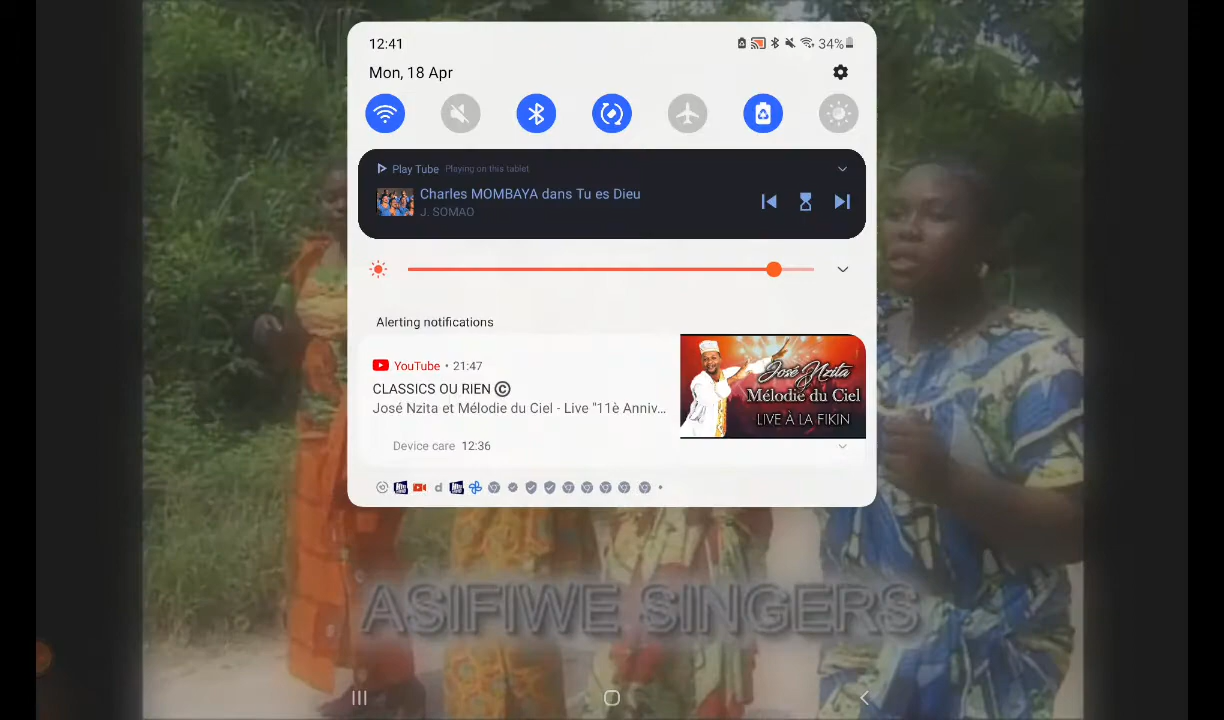 12:41
34%
Mon, 18 Apr
Play Tube Playing on this tablet
Charles MOMBAYA dans Tu es Dieu
J. SOMAO
Alerting notifications
YouTube • 21:47
CLASSICS OU RIEN ©
José Nzita et Mélodie du Ciel - Live "11è Anniv...
José Nzita
Mélodie du Ciel
LIVE À LA FIKIN
Device care 12:36
ASIFIWE SINGERS